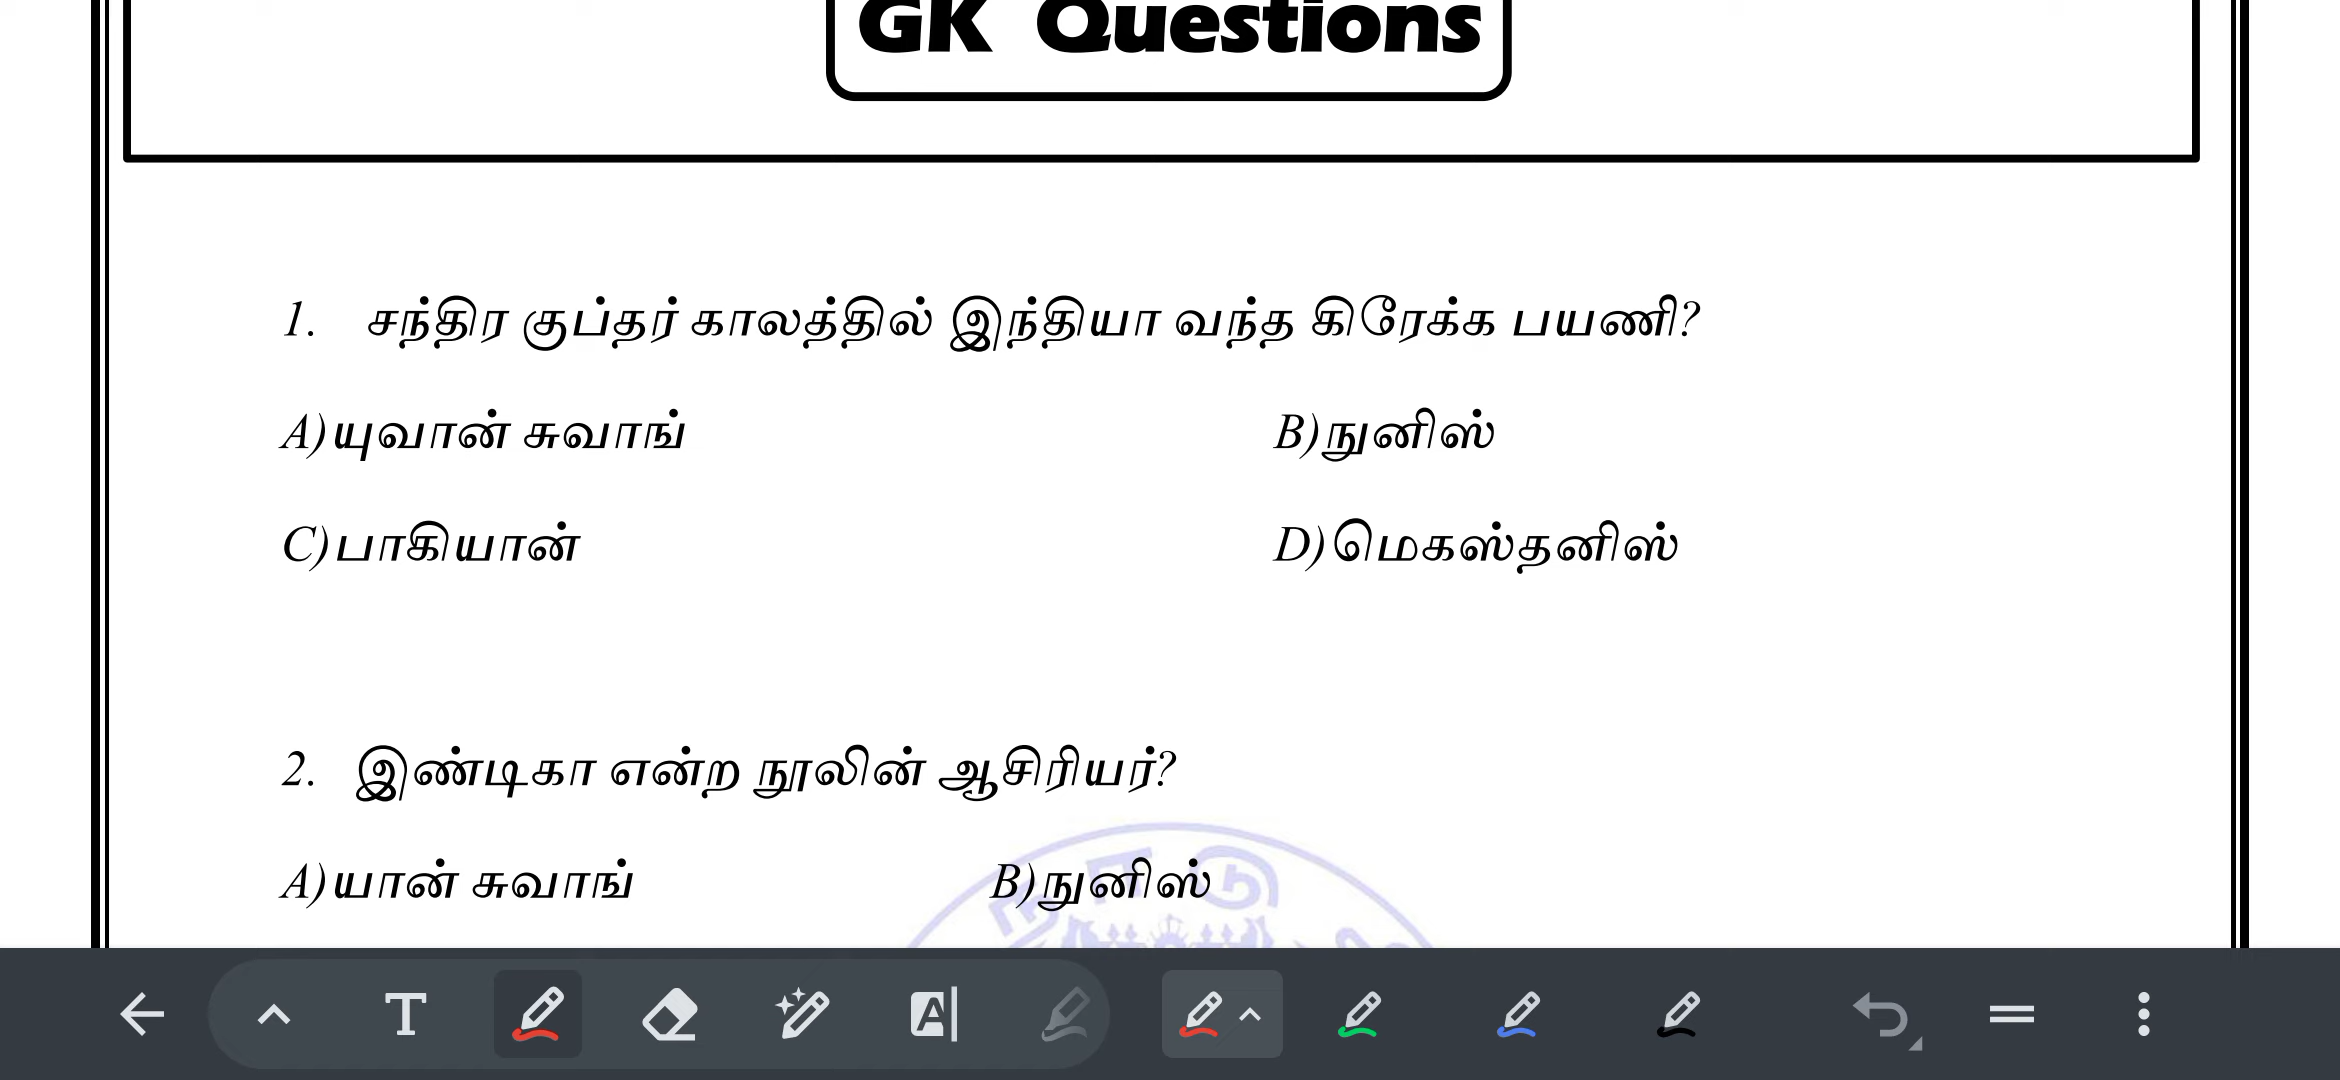 GK Questions
1. சந்திர குப்தர் காலத்தில் இந்தியா வந்த கிரேக்க பயணி?
A)யுவான் சுவாங் B)நுனிஸ்
C)பாகியான் D)மெகஸ்தனிஸ்
2. இண்டிகா என்ற நூலின் ஆசிரியர்?
A)யான் சுவாங் B)நுனிஸ்